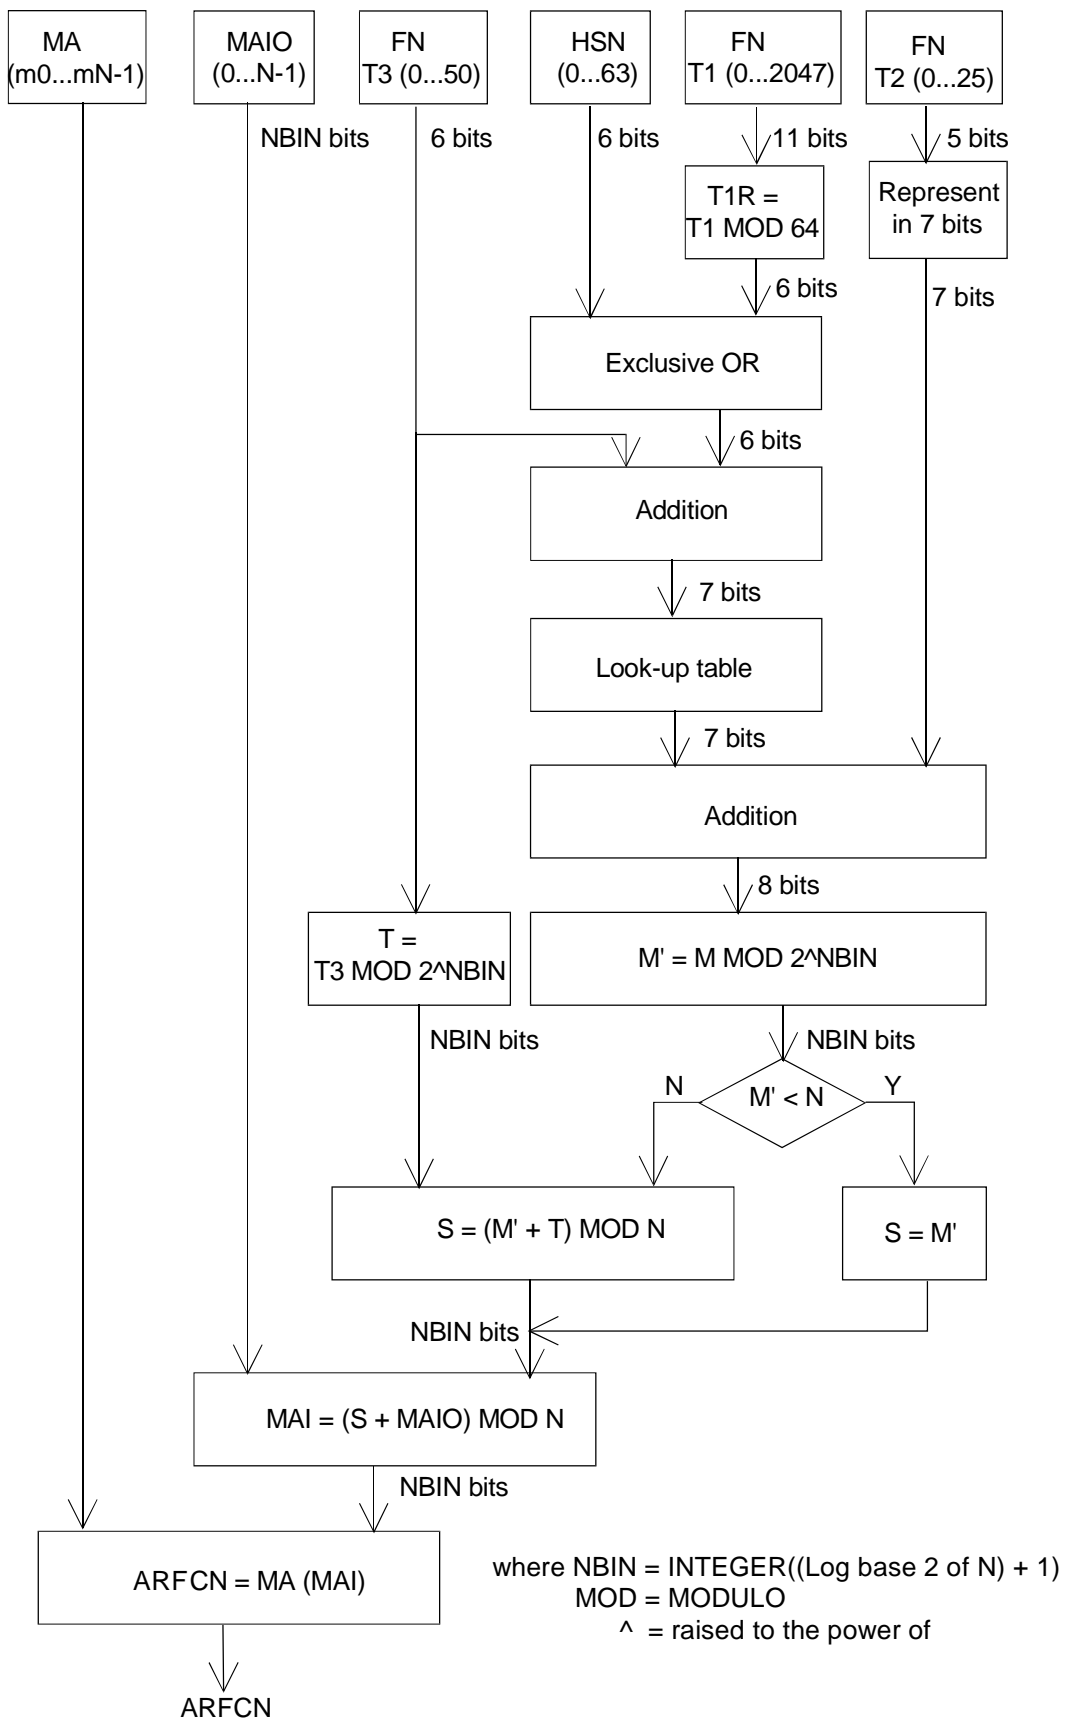 MA
(m0...mN-1)
MAIO
(0...N-1)
FN
T3 (0...50)
HSN
(0...63)
FN
T1 (0...2047)
FN
T2 (0...25)
NBIN bits
6 bits
6 bits
11 bits
5 bits
T1R =
T1 MOD 64
Represent
in 7 bits
6 bits
7 bits
Exclusive OR
6 bits
Addition
7 bits
Look-up table
7 bits
Addition
8 bits
T =
T3 MOD 2^NBIN
M' = M MOD 2^NBIN
NBIN bits
NBIN bits
N
M' < N
Y
S = (M' + T) MOD N
S = M'
NBIN bits
MAI = (S + MAIO) MOD N
NBIN bits
ARFCN = MA (MAI)
where NBIN = INTEGER((Log base 2 of N) + 1)
MOD = MODULO
^ = raised to the power of
ARFCN